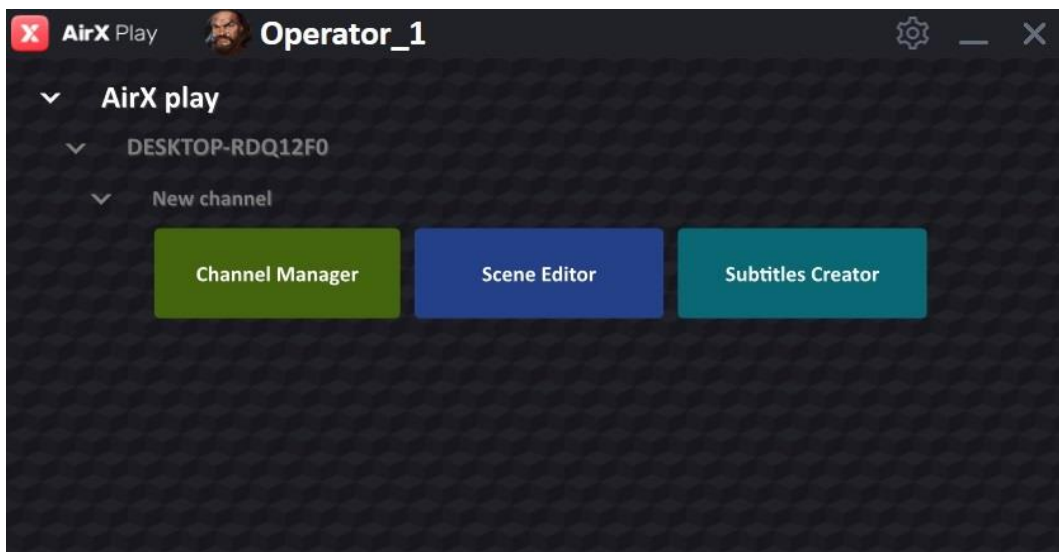 X AirX Play Operator_1
AirX play
DESKTOP-RDQ12F0
New channel
Channel Manager Scene Editor Subtitles Creator